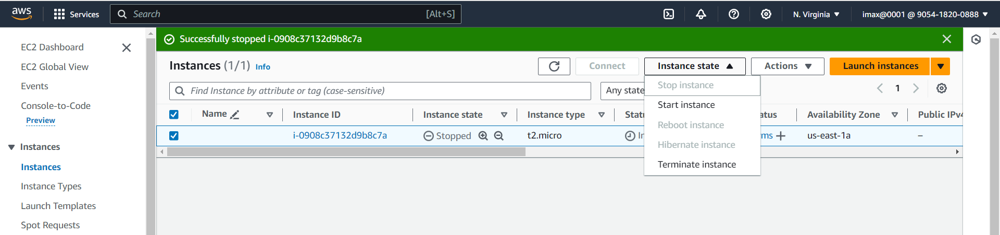 aws Services Search [Alt+S] N. Virginia imax@0001 @ 9054-1820-0888
Successfully stopped i-0908c37132d9b8c7a
EC2 Dashboard
EC2 Global View
Events
Console-to-Code
Preview
Instances
Instances
Instance Types
Launch Templates
Spot Requests
Instances (1/1) Info Connect Instance state Actions Launch instances
Find Instance by attribute or tag (case-sensitive) Any state 1
Name Instance ID Instance state Instance type Statu atus Availability Zone Public IPv4
i-0908c37132d9b8c7a Stopped t2.micro In ms us-east-1a –
Stop instance
Start instance
Reboot instance
Hibernate instance
Terminate instance